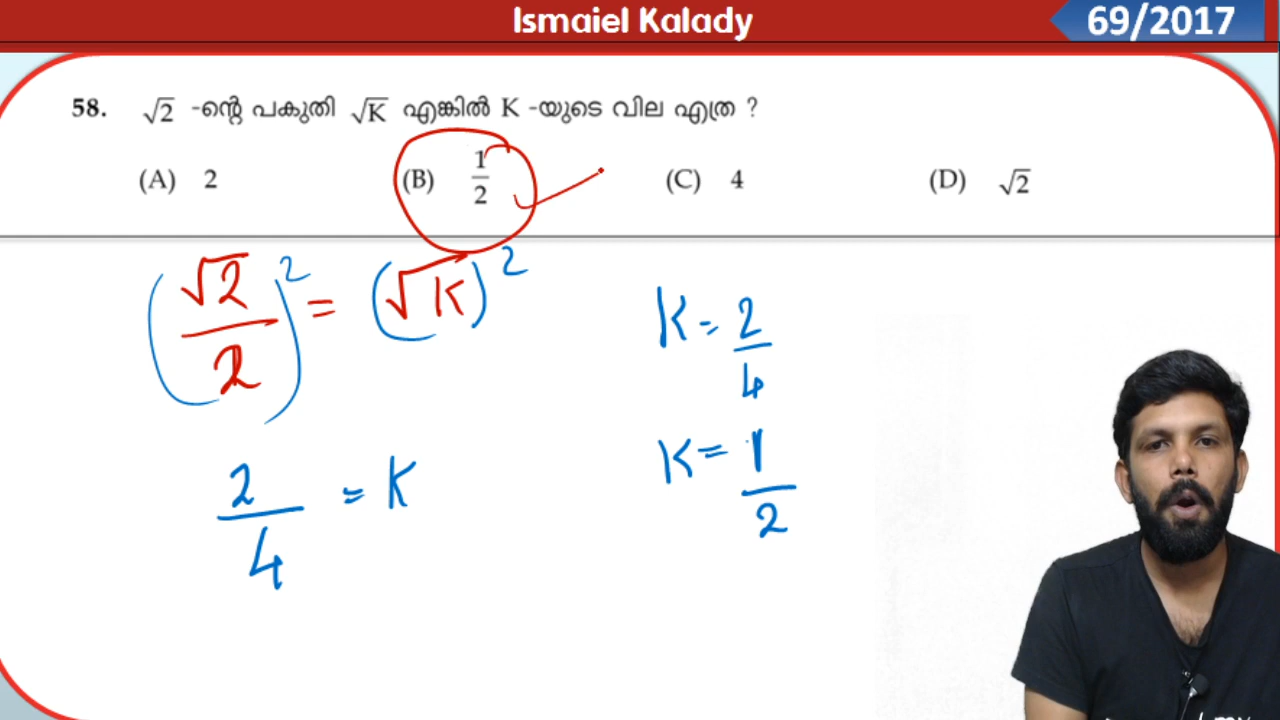 Ismaiel Kalady
69/2017
58. √2 -ന്റെ പകുതി √K എങ്കിൽ K -യുടെ വില എത്ര ?
(A) 2 (B) 1/2 (C) 4 (D) √2
(√2/2)² = (√K)²
K = 2/4
2/4 = K
K = 1/2